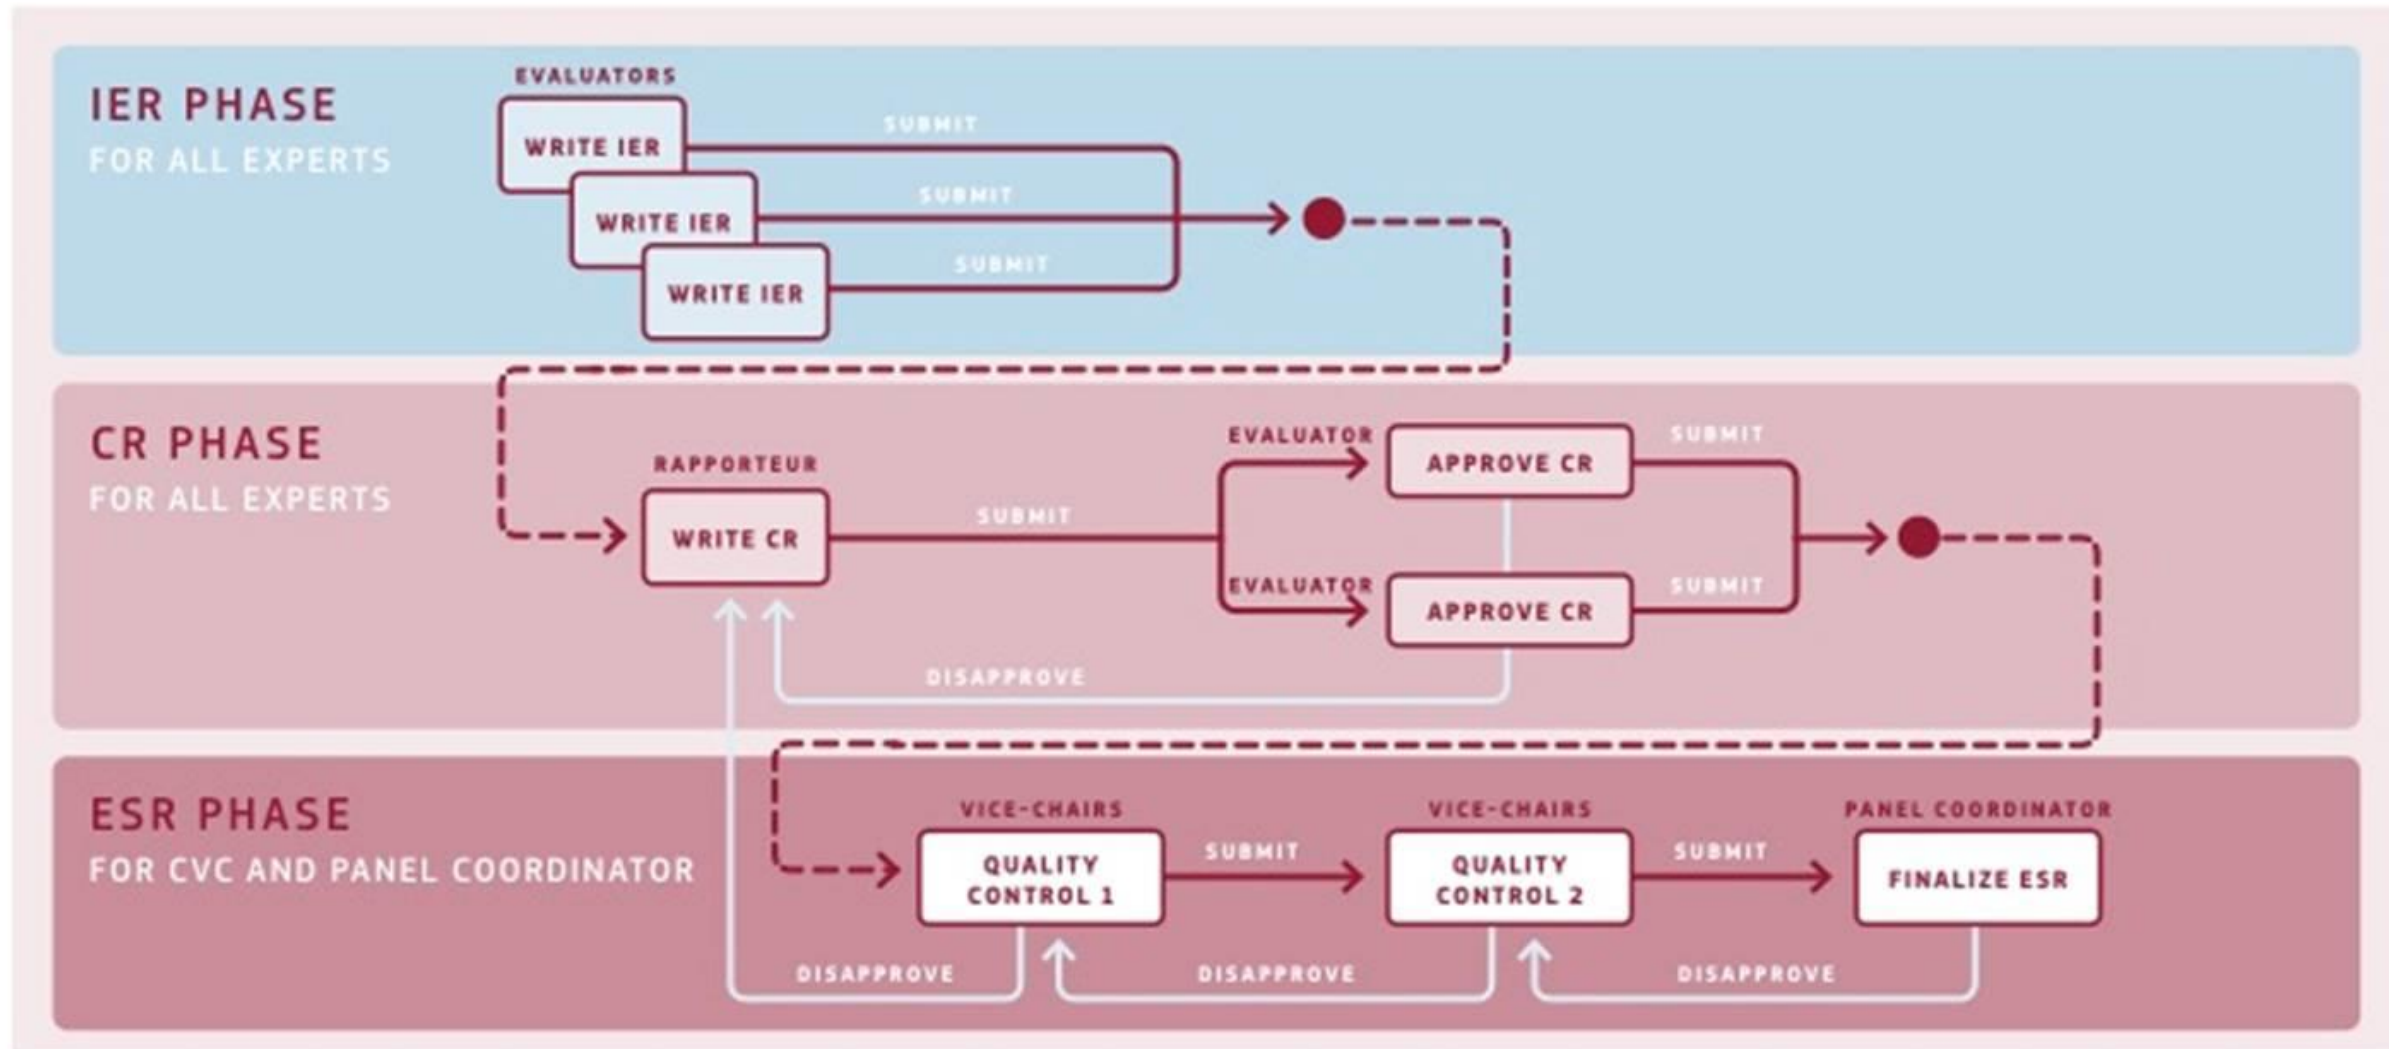 IER PHASE
FOR ALL EXPERTS
EVALUATORS
WRITE IER
SUBMIT
WRITE IER
SUBMIT
WRITE IER
SUBMIT
CR PHASE
FOR ALL EXPERTS
RAPPORTEUR
WRITE CR
SUBMIT
EVALUATOR
APPROVE CR
SUBMIT
EVALUATOR
APPROVE CR
SUBMIT
DISAPPROVE
ESR PHASE
FOR CVC AND PANEL COORDINATOR
VICE-CHAIRS
QUALITY
CONTROL 1
SUBMIT
VICE-CHAIRS
QUALITY
CONTROL 2
SUBMIT
PANEL COORDINATOR
FINALIZE ESR
DISAPPROVE
DISAPPROVE
DISAPPROVE